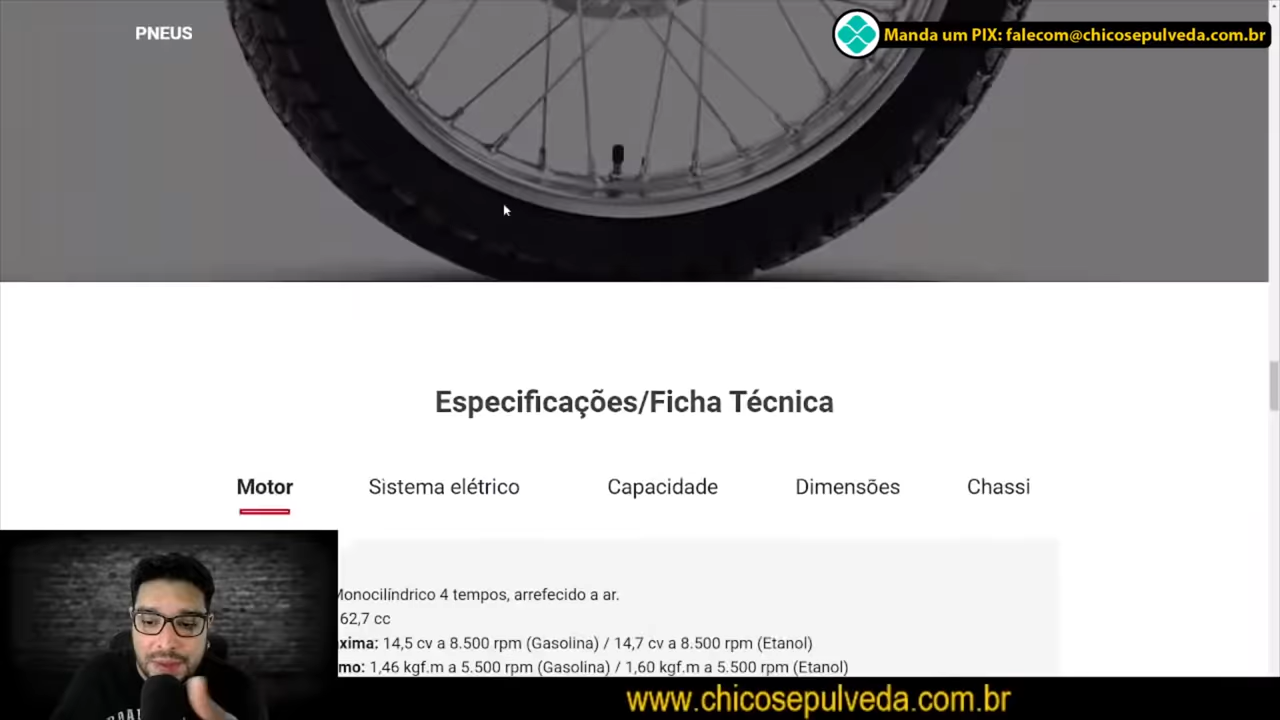 PNEUS
Manda um PIX: falecom@chicosepulveda.com.br
Especificações/Ficha Técnica
Motor
Sistema elétrico
Capacidade
Dimensões
Chassi
Monocilíndrico 4 tempos, arrefecido a ar.
62,7 cc
xima: 14,5 cv a 8.500 rpm (Gasolina) / 14,7 cv a 8.500 rpm (Etanol)
mo: 1,46 kgf.m a 5.500 rpm (Gasolina) / 1,60 kgf.m a 5.500 rpm (Etanol)
www.chicosepulveda.com.br